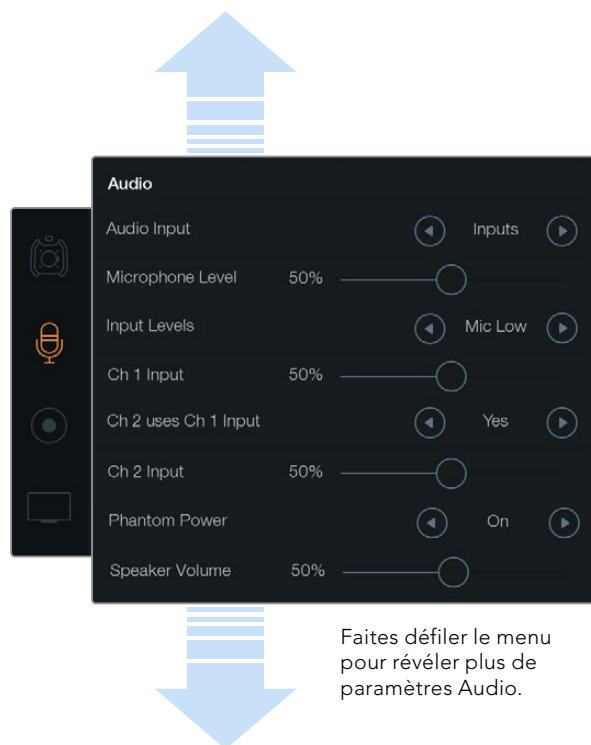 Audio
Audio Input Inputs
Microphone Level 50%
Input Levels Mic Low
Ch 1 Input 50%
Ch 2 uses Ch 1 Input Yes
Ch 2 Input 50%
Phantom Power On
Speaker Volume 50%
Faites défiler le menu
pour révéler plus de
paramètres Audio.